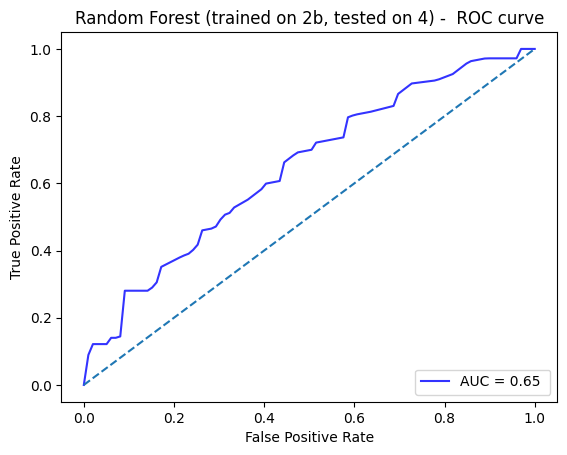 Random Forest (trained on 2b, tested on 4) -  ROC curve
1.0
0.8
0.6
0.4
0.2
0.0
True Positive Rate
0.0 0.2 0.4 0.6 0.8 1.0
False Positive Rate
AUC = 0.65